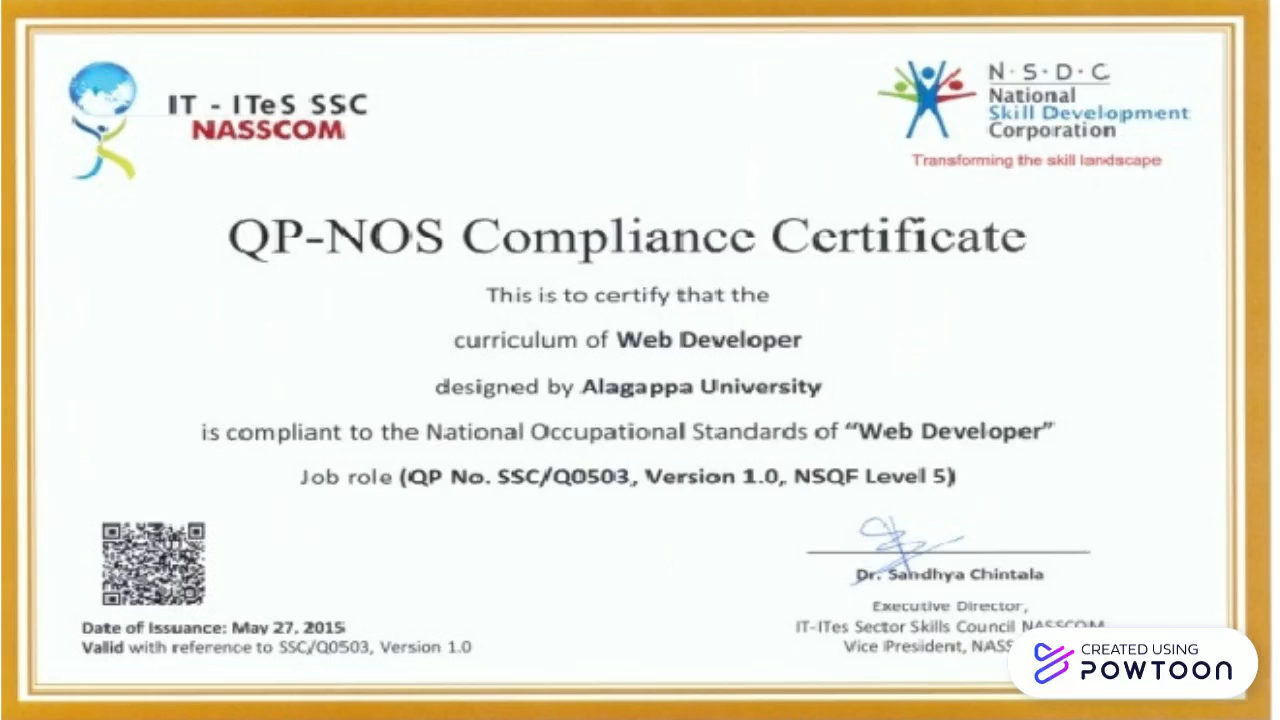 IT - ITeS SSC
NASSCOM
N·S·D·C
National
Skill Development
Corporation
Transforming the skill landscape
QP-NOS Compliance Certificate
This is to certify that the
curriculum of Web Developer
designed by Alagappa University
is compliant to the National Occupational Standards of “Web Developer”
Job role (QP No. SSC/Q0503, Version 1.0, NSQF Level 5)
Dr. Sandhya Chintala
Executive Director,
IT-ITes Sector Skills Council NASSCOM
Vice President, NASS
Date of Issuance: May 27, 2015
Valid with reference to SSC/Q0503, Version 1.0
CREATED USING
POWTOON